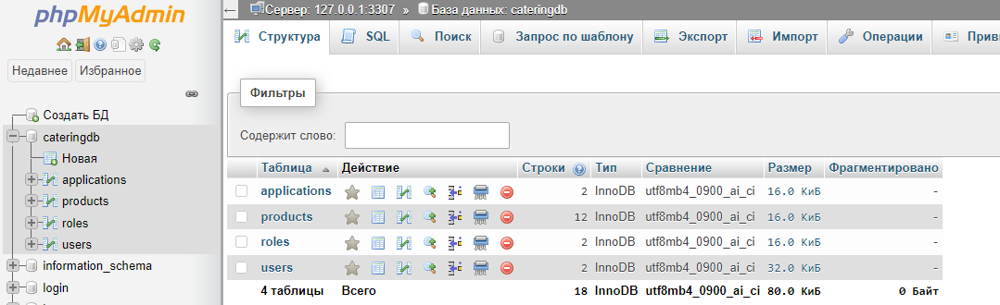 phpMyAdmin
Недавнее Избранное
Создать БД
cateringdb
Новая
applications
products
roles
users
information_schema
login
Сервер: 127.0.0.1:3307 » База данных: cateringdb
Структура SQL Поиск Запрос по шаблону Экспорт Импорт Операции
Фильтры
Содержит слово:
Таблица Действие Строки Тип Сравнение Размер Фрагментировано
applications 2 InnoDB utf8mb4_0900_ai_ci 16.0 КиБ -
products 12 InnoDB utf8mb4_0900_ai_ci 16.0 КиБ -
roles 2 InnoDB utf8mb4_0900_ai_ci 16.0 КиБ -
users 2 InnoDB utf8mb4_0900_ai_ci 32.0 КиБ -
4 таблицы Всего 18 InnoDB utf8mb4_0900_ai_ci 80.0 КиБ 0 Байт